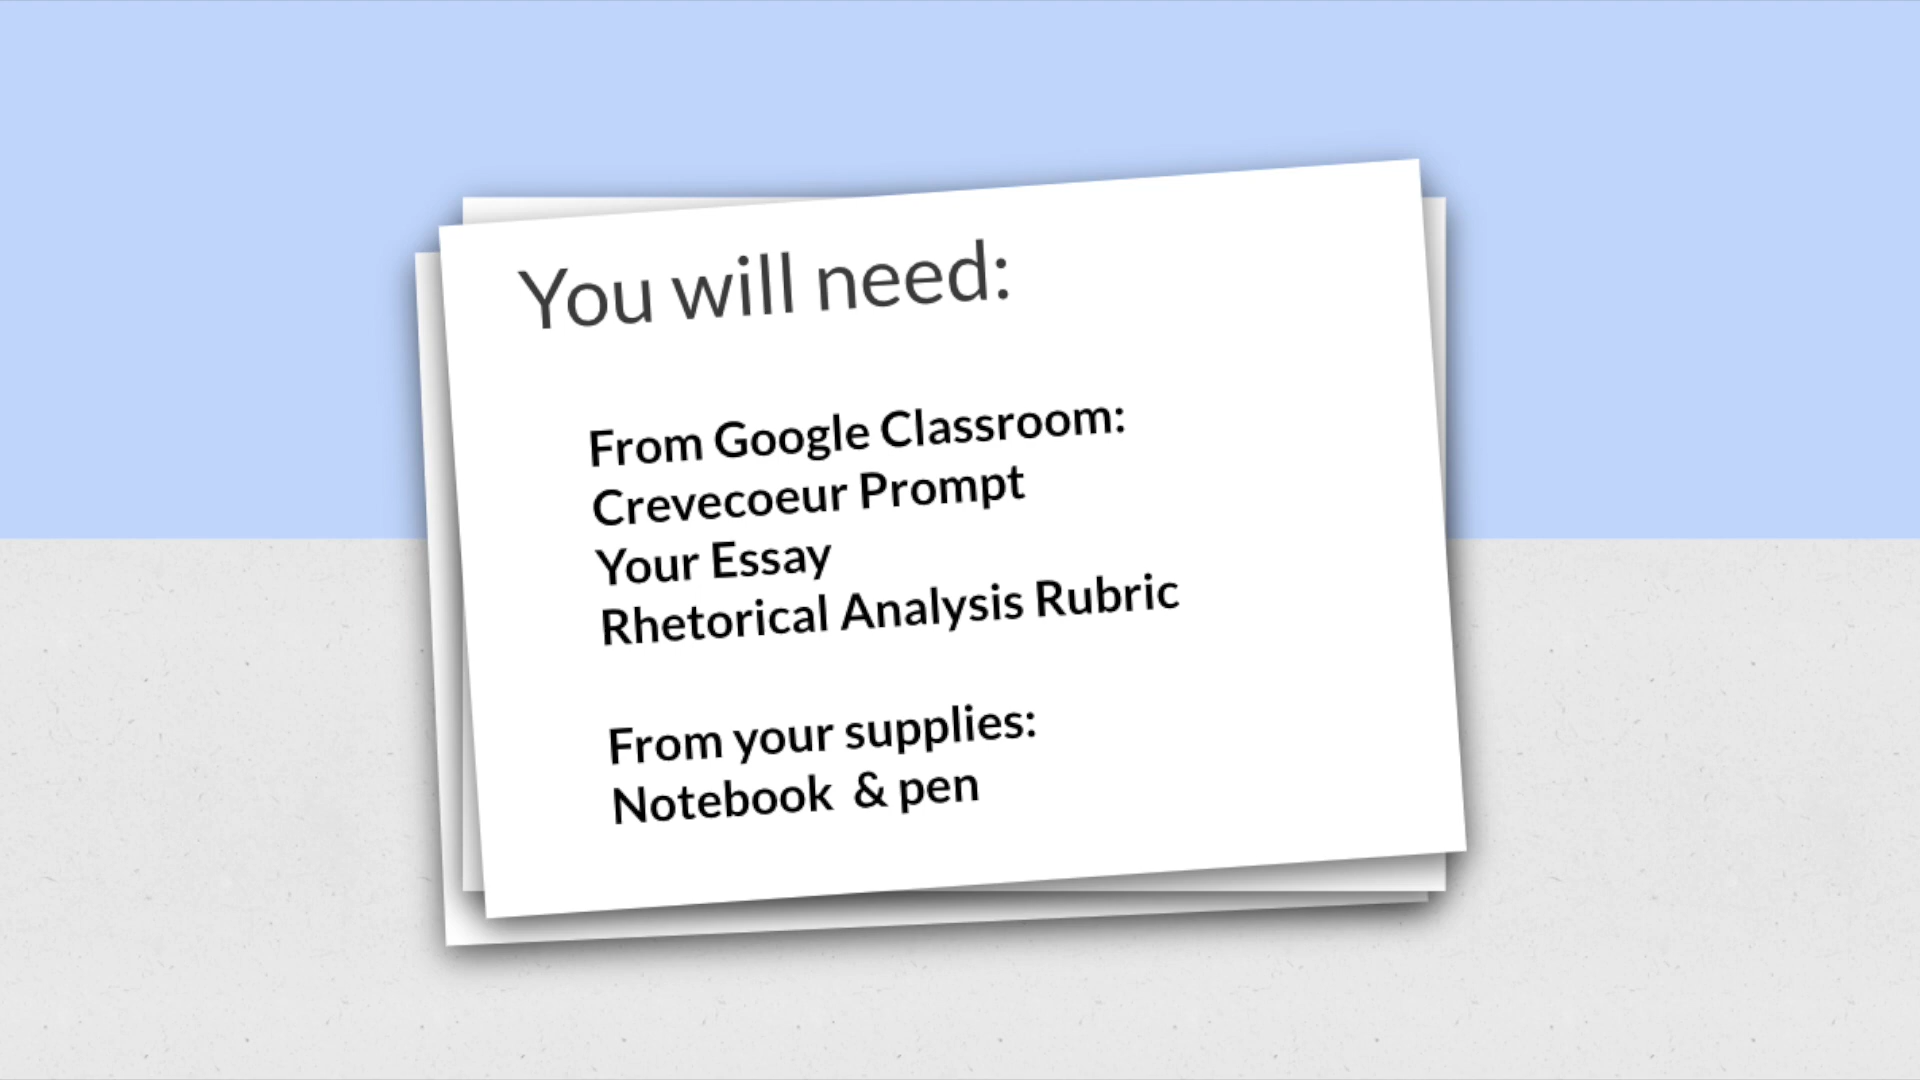 You will need:
From Google Classroom:
Crevecoeur Prompt
Your Essay
Rhetorical Analysis Rubric
From your supplies:
Notebook & pen